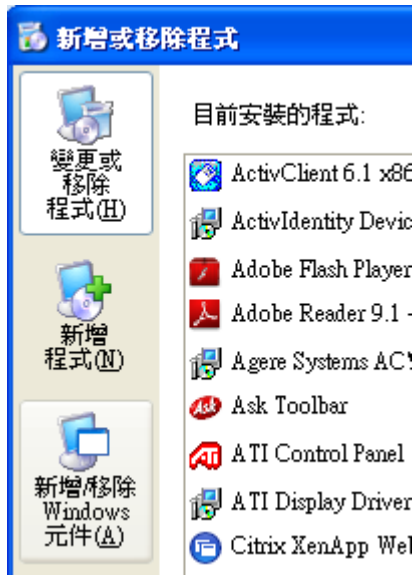 新增或移除程式
變更或
移除
程式(H)
新增
程式(N)
新增/移除
Windows
元件(A)
目前安裝的程式:
ActivClient 6.1 x86
ActivIdentity Devic
Adobe Flash Player
Adobe Reader 9.1 -
Agere Systems AC'
Ask Toolbar
ATI Control Panel
ATI Display Driver
Citrix XenApp Wel